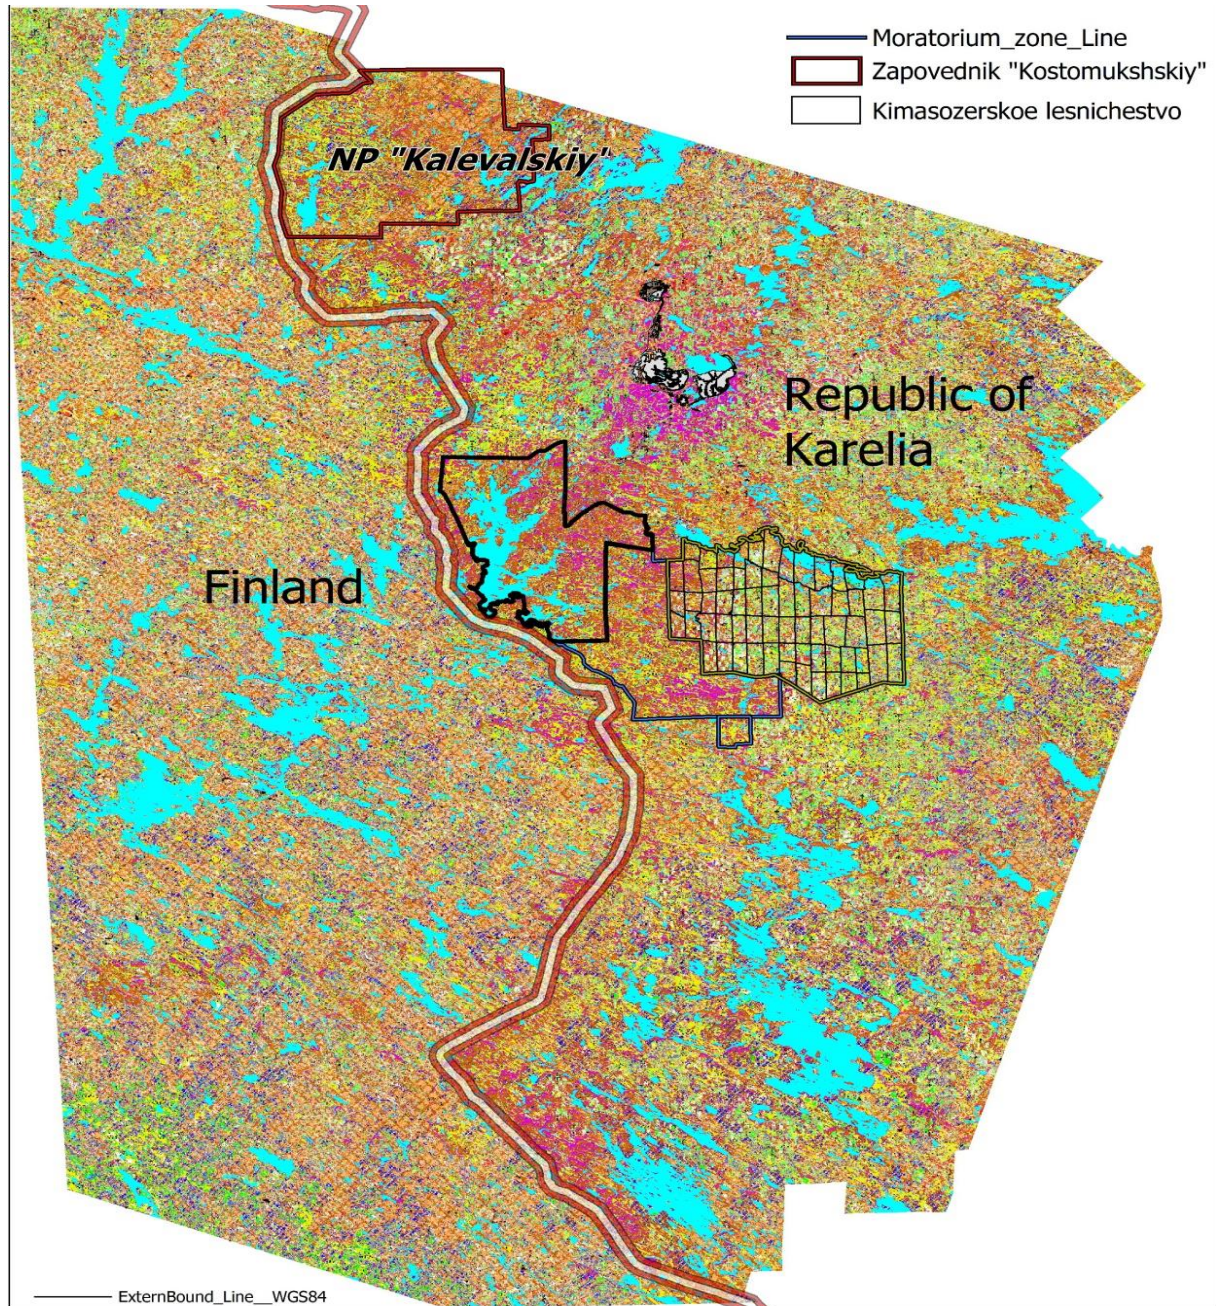 Moratorium_zone_Line
Zapovednik "Kostomukshskiy"
Kimasozerskoe lesnichestvo
NP "Kalevalskiy'
Republic of
Karelia
Finland
ExternBound_Line__WGS84